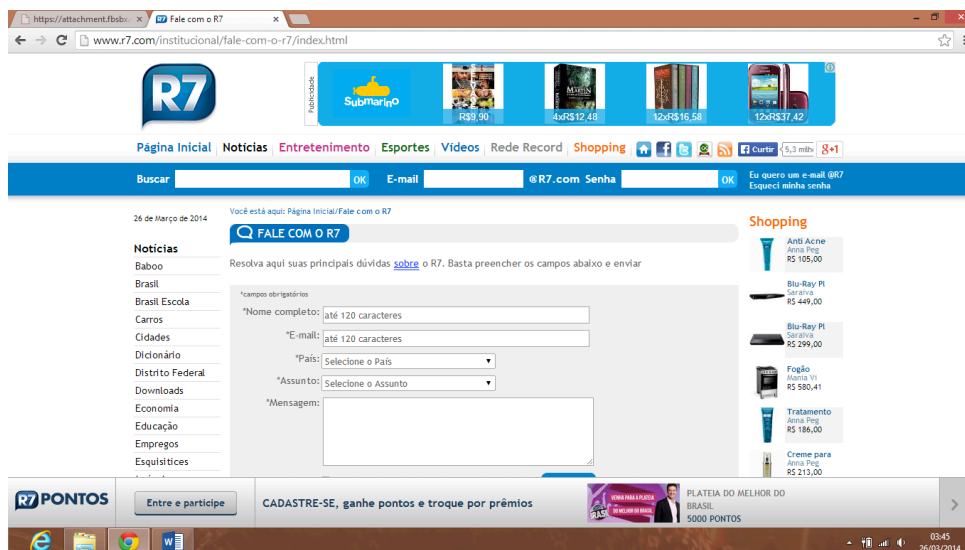 https://attachment.fbsbx.
Fale com o R7
www.r7.com/institucional/fale-com-o-r7/index.html
R7
Publicidade
Submarino
R$9,90
MARTIN
4xR$12,48
12xR$16,58
12xR$37,42
Página Inicial Notícias Entretenimento Esportes Vídeos Rede Record Shopping Curtir 5,3 milh +1
Buscar OK E-mail @R7.com Senha OK
Eu quero um e-mail @R7
Esqueci minha senha
26 de Março de 2014
Você está aqui: Página Inicial/Fale com o R7
FALE COM O R7
Resolva aqui suas principais dúvidas sobre o R7. Basta preencher os campos abaixo e enviar
*campos obrigatórios
*Nome completo: até 120 caracteres
*E-mail: até 120 caracteres
*País: Selecione o País
*Assunto: Selecione o Assunto
*Mensagem:
Notícias
Baboo
Brasil
Brasil Escola
Carros
Cidades
Dicionário
Distrito Federal
Downloads
Economia
Educação
Empregos
Esquisitices
Shopping
Anti Acne
Anna Peg
R$ 105,00
Blu-Ray Pl
Saraiva
R$ 449,00
Blu-Ray Pl
Saraiva
R$ 299,00
Fogão
Mania Vi
R$ 580,41
Tratamento
Anna Peg
R$ 186,00
Creme para
Anna Peg
R$ 213,00
R7 PONTOS
Entre e participe
CADASTRE-SE, ganhe pontos e troque por prêmios
VENHA PARA A PLATEIA
DO MELHOR DO BRASIL
PLATEIA DO MELHOR DO
BRASIL
5000 PONTOS
03:45
26/03/2014